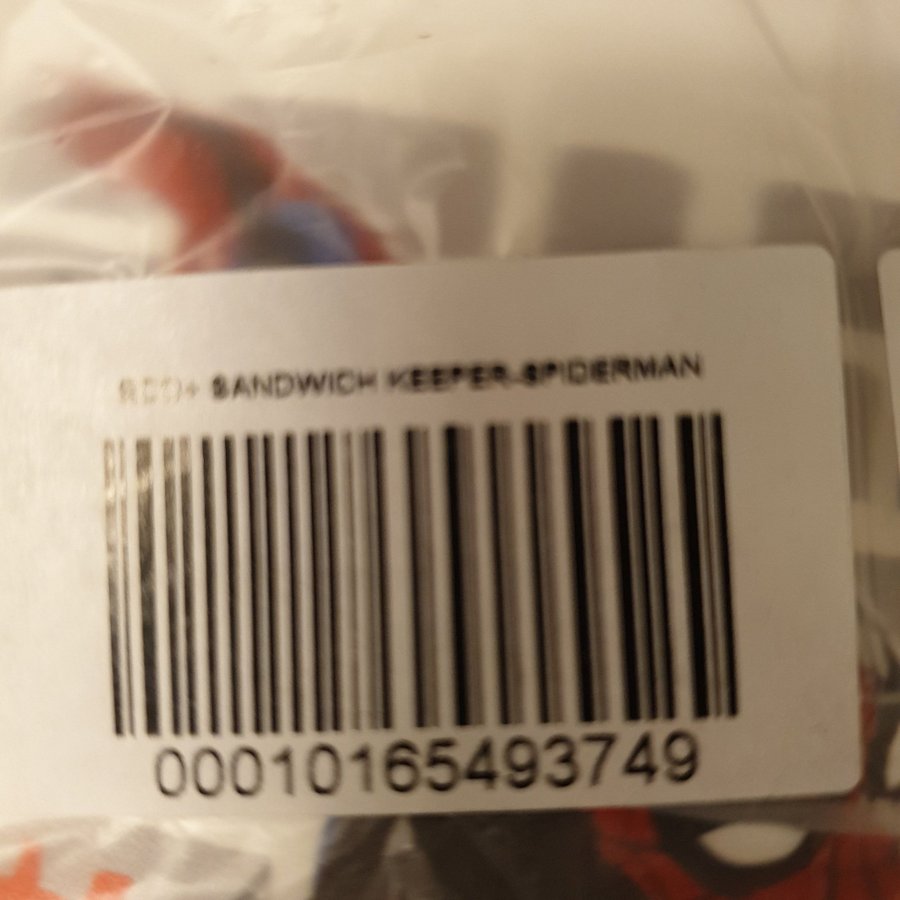 SANDWICH KEEPER-SPIDERMAN
00010165493749